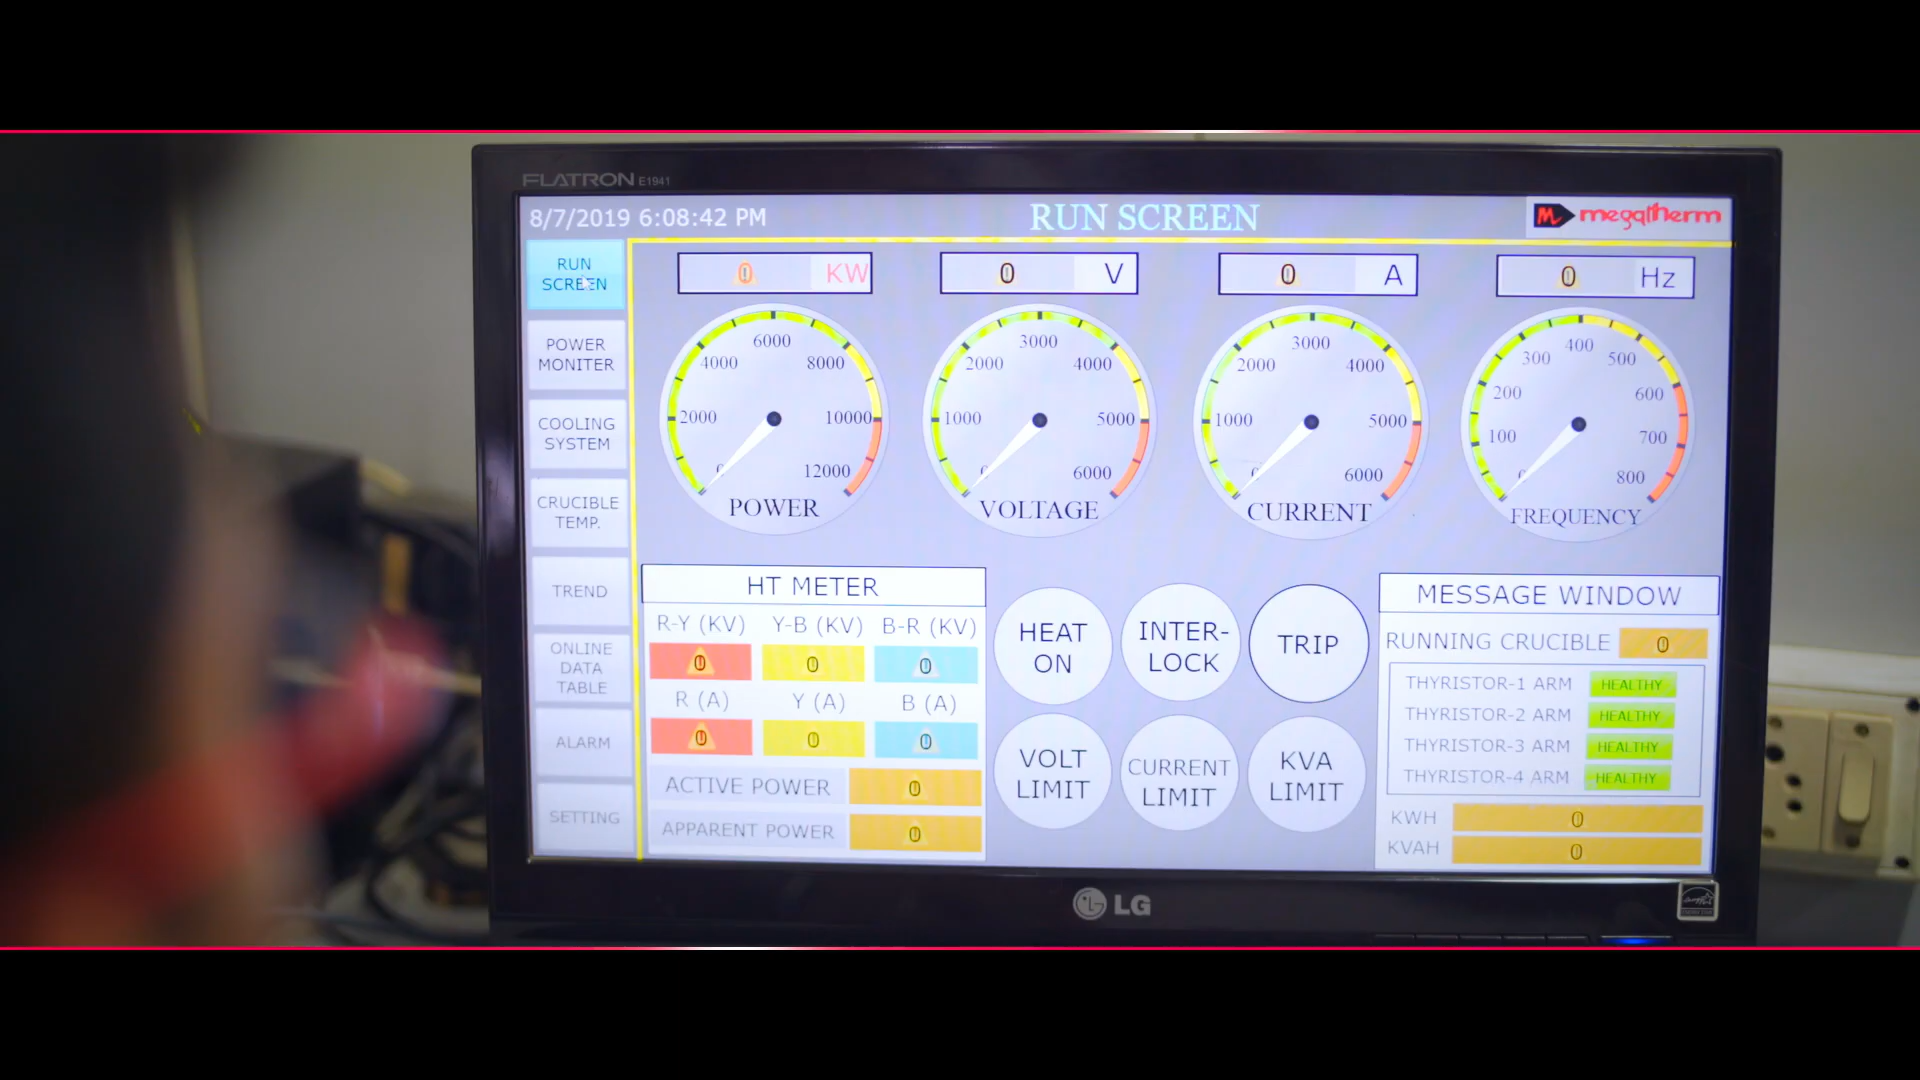 FLATRON E1941
8/7/2019 6:08:42 PM
RUN SCREEN
megatherm
RUN
SCREEN
POWER
MONITER
COOLING
SYSTEM
CRUCIBLE
TEMP.
TREND
ONLINE
DATA
TABLE
ALARM
SETTING
0 KW
0 V
0 A
0 Hz
0 2000 4000 6000 8000 10000 12000
POWER
0 1000 2000 3000 4000 5000 6000
VOLTAGE
0 1000 2000 3000 4000 5000 6000
CURRENT
0 100 200 300 400 500 600 700 800
FREQUENCY
HT METER
R-Y (KV) Y-B (KV) B-R (KV)
0 0 0
R (A) Y (A) B (A)
0 0 0
ACTIVE POWER 0
APPARENT POWER 0
HEAT
ON
INTER-
LOCK
TRIP
VOLT
LIMIT
CURRENT
LIMIT
KVA
LIMIT
MESSAGE WINDOW
RUNNING CRUCIBLE 0
THYRISTOR-1 ARM HEALTHY
THYRISTOR-2 ARM HEALTHY
THYRISTOR-3 ARM HEALTHY
THYRISTOR-4 ARM HEALTHY
KWH 0
KVAH 0
LG